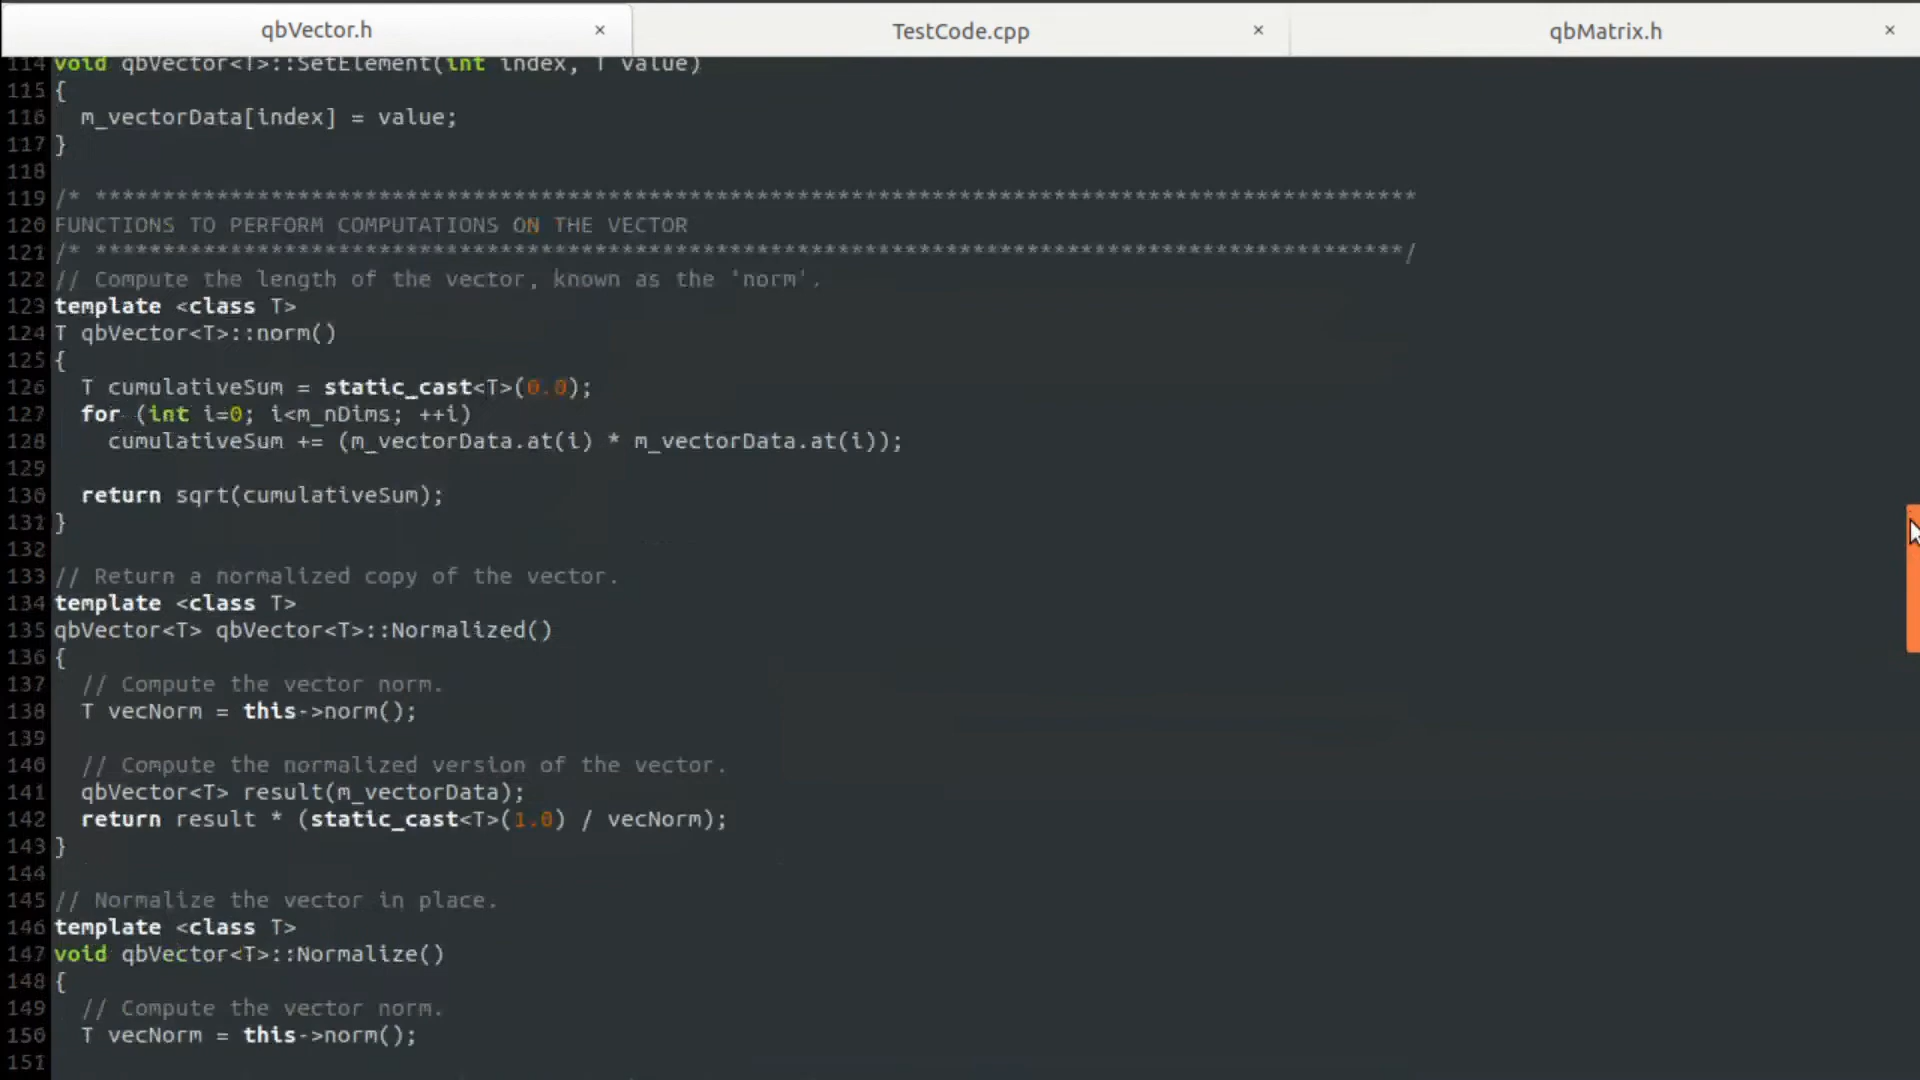 qbVector.h × TestCode.cpp × qbMatrix.h ×
114 void qbVector<T>::SetElement(int index, T value)
115 {
116   m_vectorData[index] = value;
117 }
118
119 /* **************************************************************************************************
120 FUNCTIONS TO PERFORM COMPUTATIONS ON THE VECTOR
121 /* *************************************************************************************************/
122 // Compute the length of the vector, known as the 'norm'.
123 template <class T>
124 T qbVector<T>::norm()
125 {
126   T cumulativeSum = static_cast<T>(0.0);
127   for (int i=0; i<m_nDims; ++i)
128     cumulativeSum += (m_vectorData.at(i) * m_vectorData.at(i));
129
130   return sqrt(cumulativeSum);
131 }
132
133 // Return a normalized copy of the vector.
134 template <class T>
135 qbVector<T> qbVector<T>::Normalized()
136 {
137   // Compute the vector norm.
138   T vecNorm = this->norm();
139
140   // Compute the normalized version of the vector.
141   qbVector<T> result(m_vectorData);
142   return result * (static_cast<T>(1.0) / vecNorm);
143 }
144
145 // Normalize the vector in place.
146 template <class T>
147 void qbVector<T>::Normalize()
148 {
149   // Compute the vector norm.
150   T vecNorm = this->norm();
151